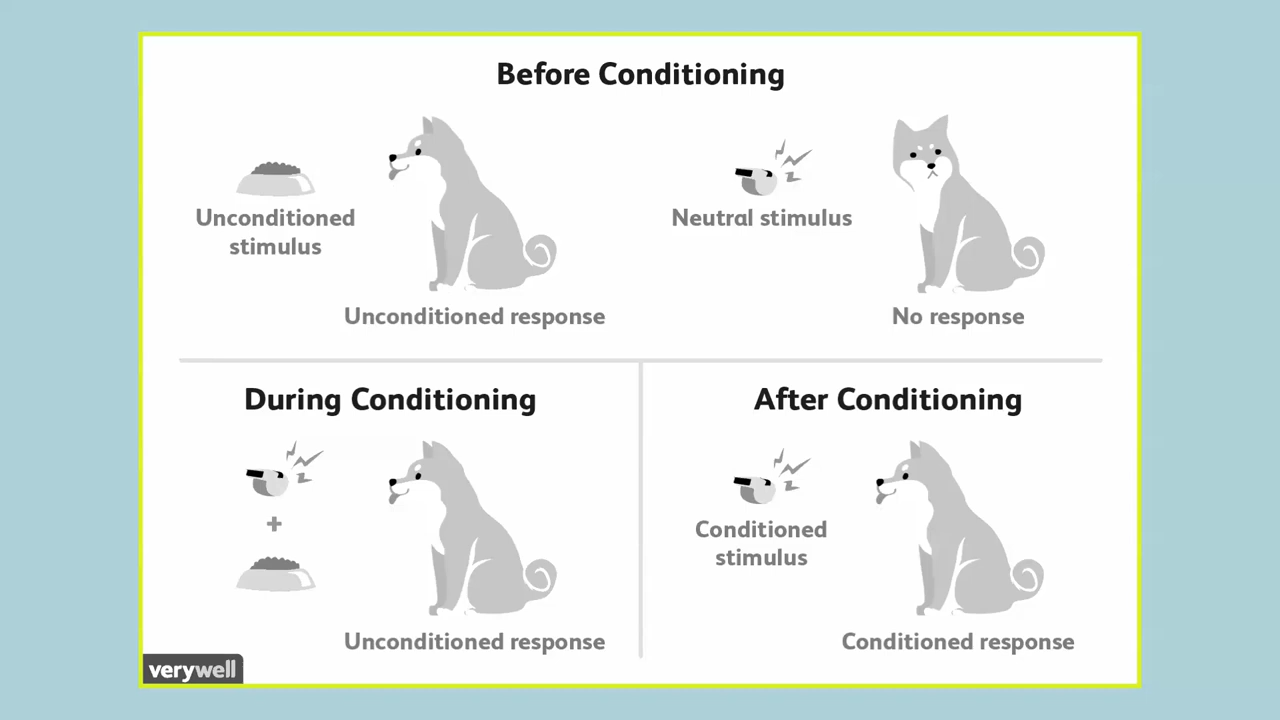 Before Conditioning
Unconditioned
stimulus
Unconditioned response
Neutral stimulus
No response
During Conditioning
+
Unconditioned response
After Conditioning
Conditioned
stimulus
Conditioned response
verywell